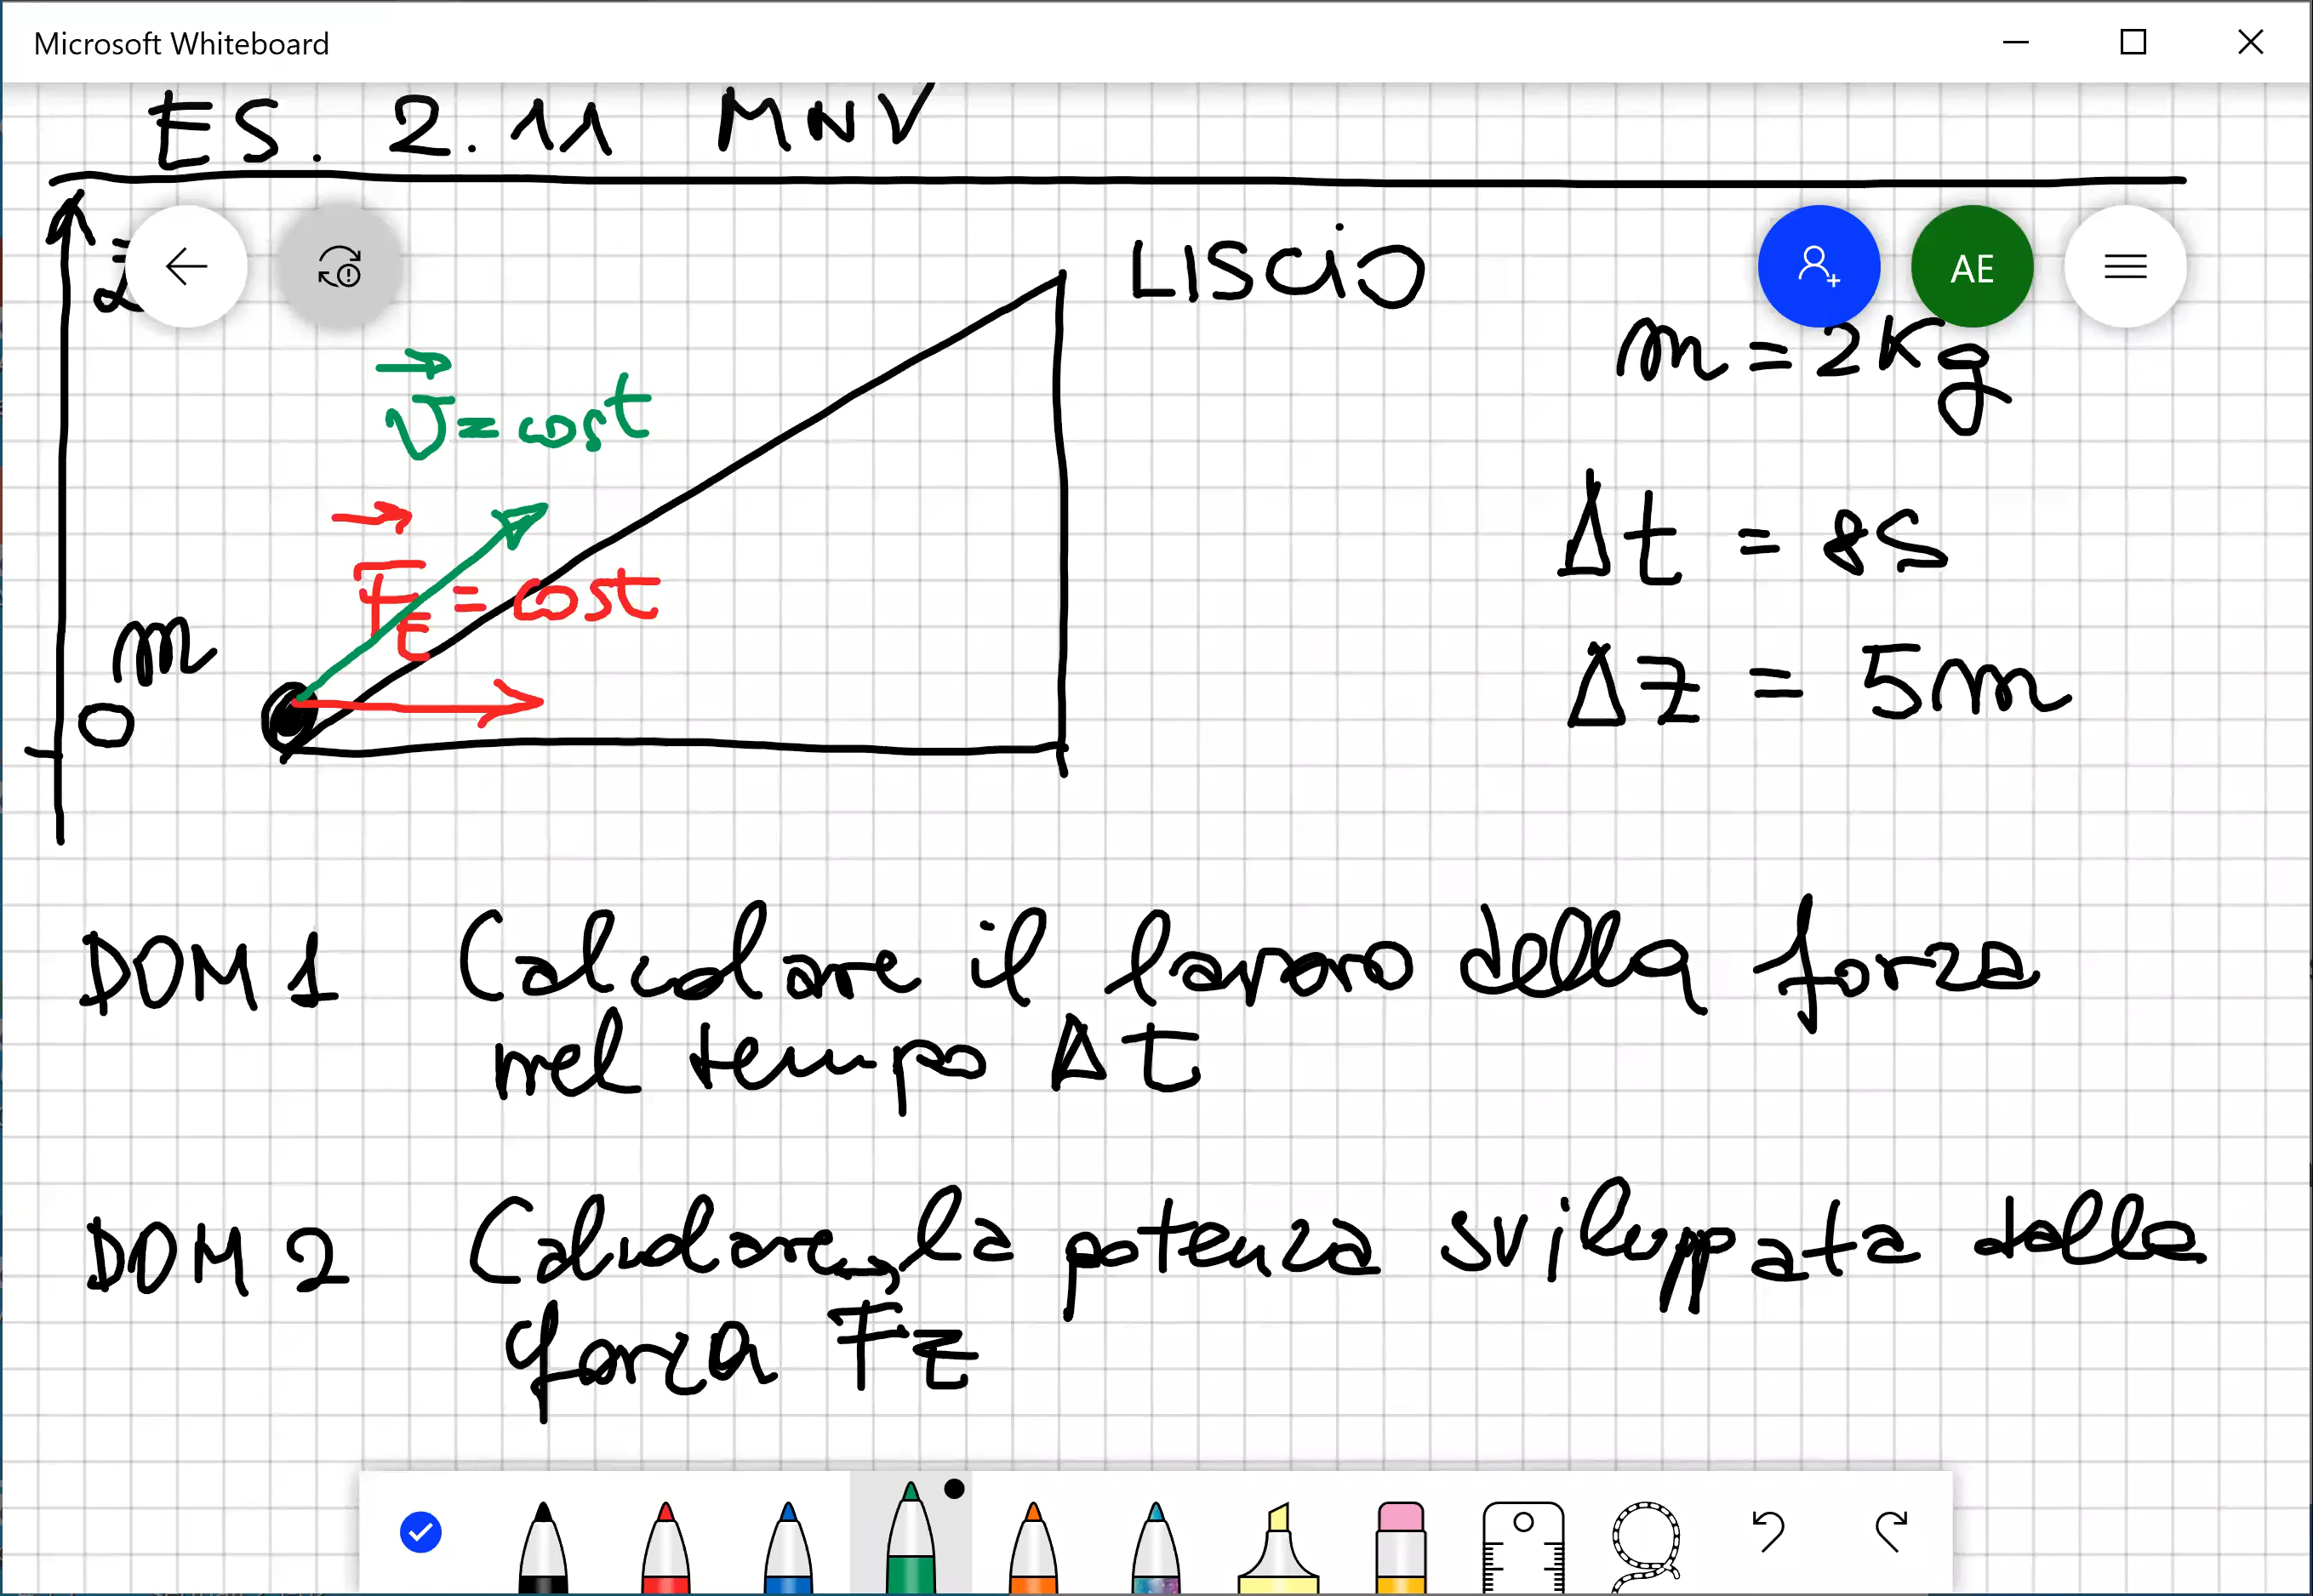 Microsoft Whiteboard
ES. 2.11 MNV
LISCIO
AE
m = 2Kg
v = cost
Δt = 8s
F_E = cost
m
Δz = 5m
O
DOM 1 Calcolare il lavoro della forza
nel tempo Δt
DOM 2 Calcolare la potenza sviluppata dalla
forza F_E